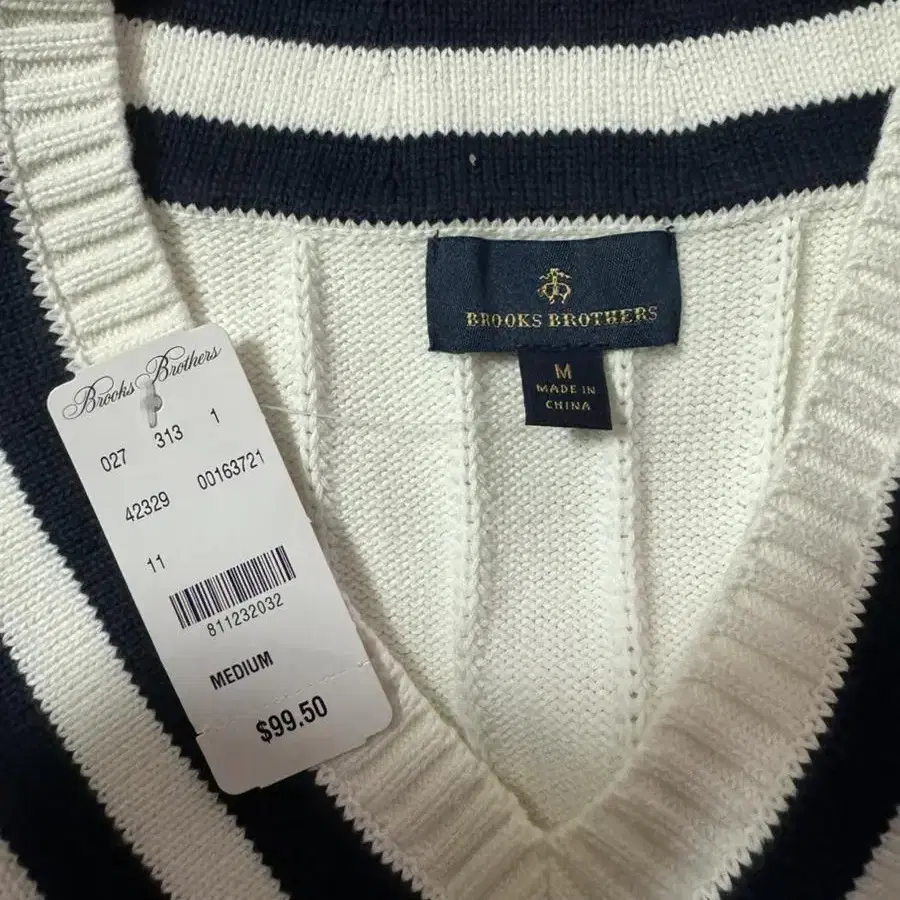 BROOKS BROTHERS
M
MADE IN
CHINA
Brooks Brothers
027 313 1
42329 00163721
11
811232032
MEDIUM
$99.50